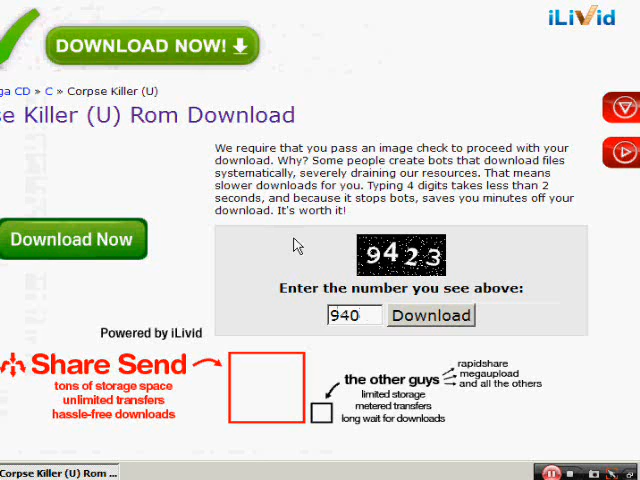 iLiVid
DOWNLOAD NOW!
ga CD » C » Corpse Killer (U)
se Killer (U) Rom Download
We require that you pass an image check to proceed with your
download. Why? Some people create bots that download files
systematically, severely draining our resources. That means
slower downloads for you. Typing 4 digits takes less than 2
seconds, and because it stops bots, saves you minutes off your
download. It's worth it!
Download Now
9423
Enter the number you see above:
940
Download
Powered by iLivid
Share Send
tons of storage space
unlimited transfers
hassle-free downloads
the other guys
limited storage
metered transfers
long wait for downloads
rapidshare
megaupload
and all the others
Corpse Killer (U) Rom ...